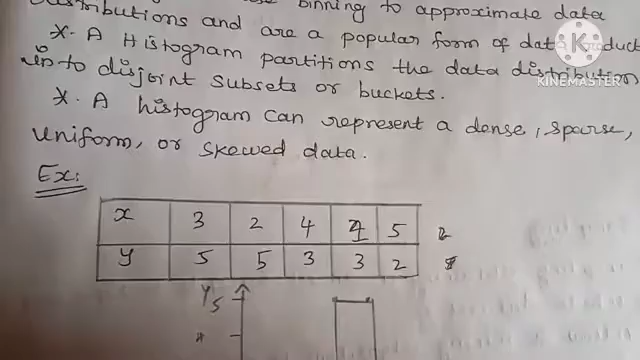 binning to approximate data
Distributions and are a popular form of data
X. A Histogram partitions the data distribution
into disjoint subsets or buckets.
X. A histogram can represent a dense, sparse,
uniform, or skewed data.
Ex:
x 3 2 4 5 2
y 5 5 3 3 2
Y 5
K
KINEMASTER